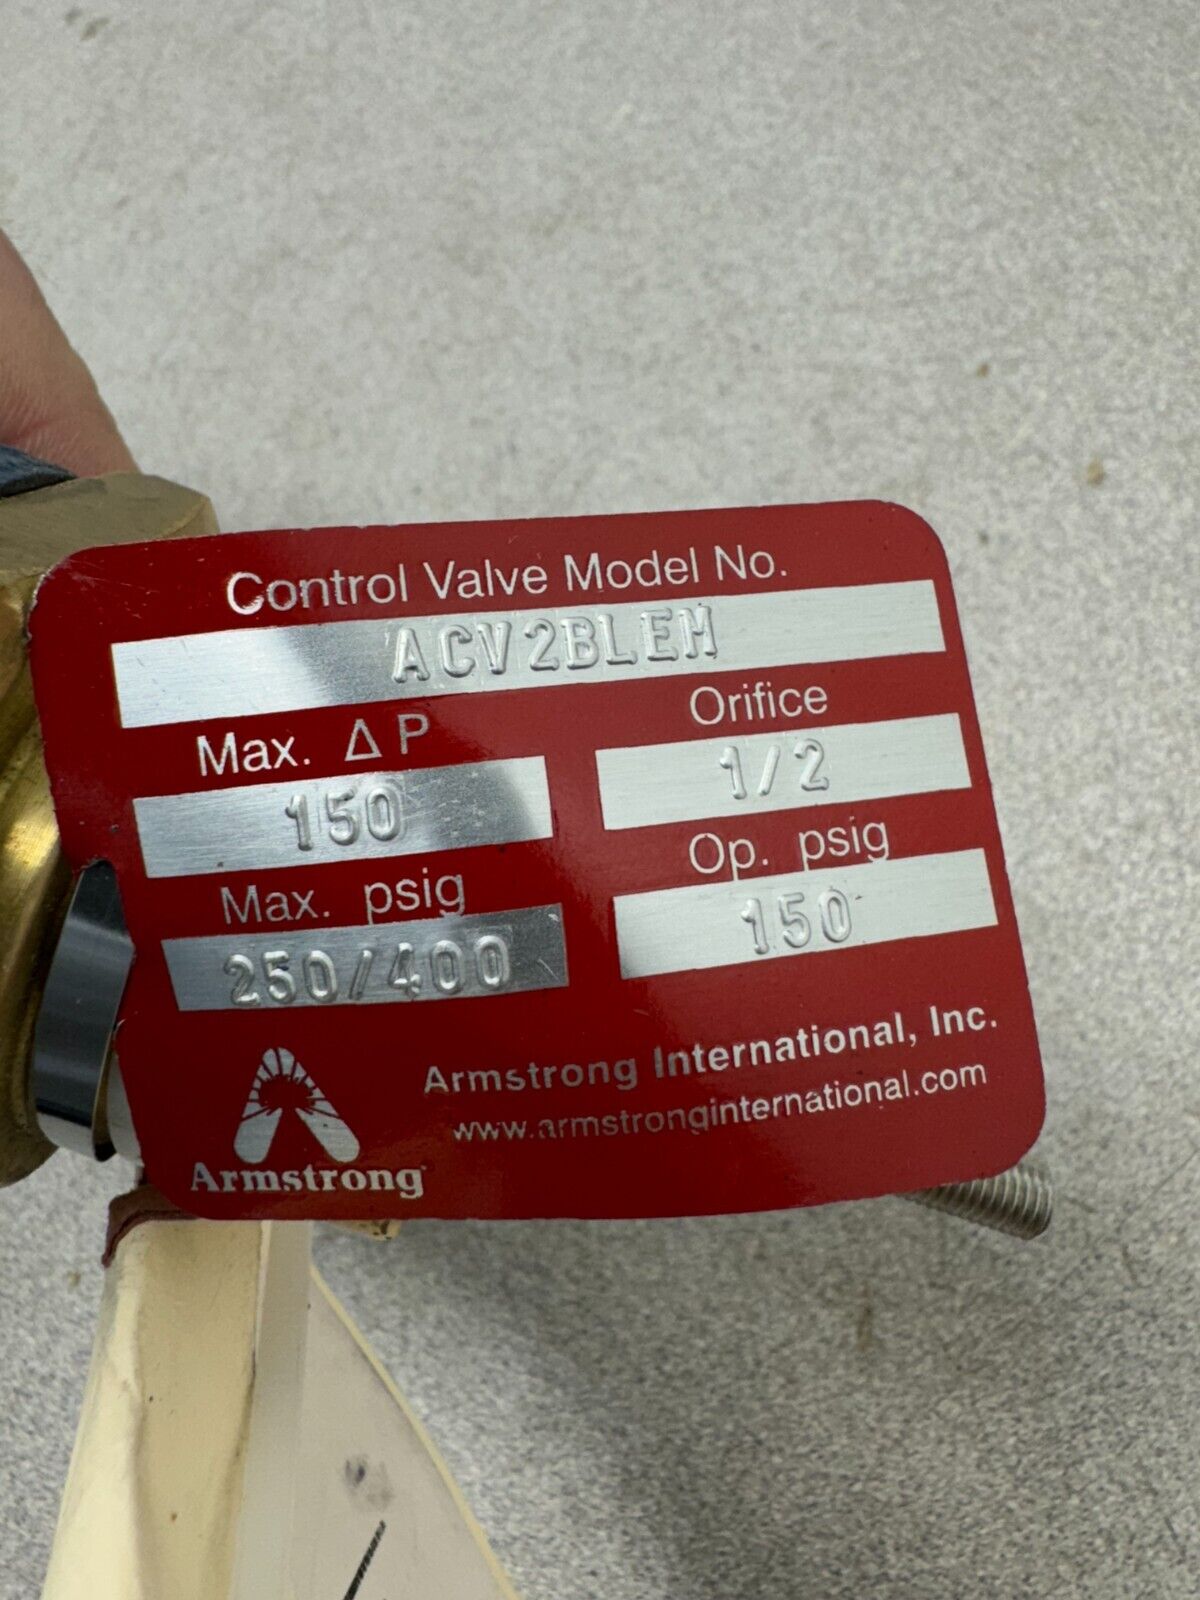 Control Valve Model No.
ACV2BLEM
Max. Δ P
Orifice
150
1/2
Max. psig
Op. psig
250/400
150
Armstrong International, Inc.
www.armstronginternational.com
Armstrong